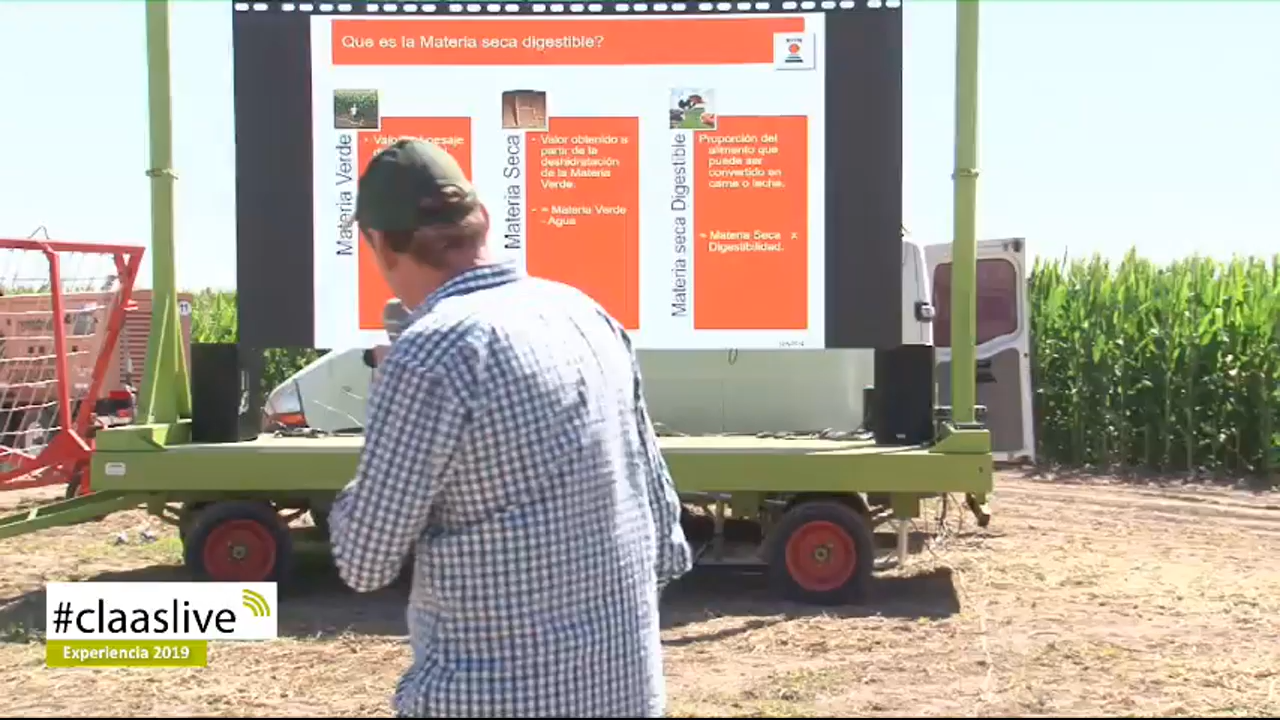 Que es la Materia seca digestible?
Materia Verde
Materia Seca
- Valor obtenido a
partir de la
deshidratación
de la Materia
Verde.
- = Materia Verde
- Agua
Materia seca Digestible
Proporción del
alimento que
puede ser
convertido en
carne o leche.
= Materia Seca x
Digestibilidad.
11
#claaslive
Experiencia 2019